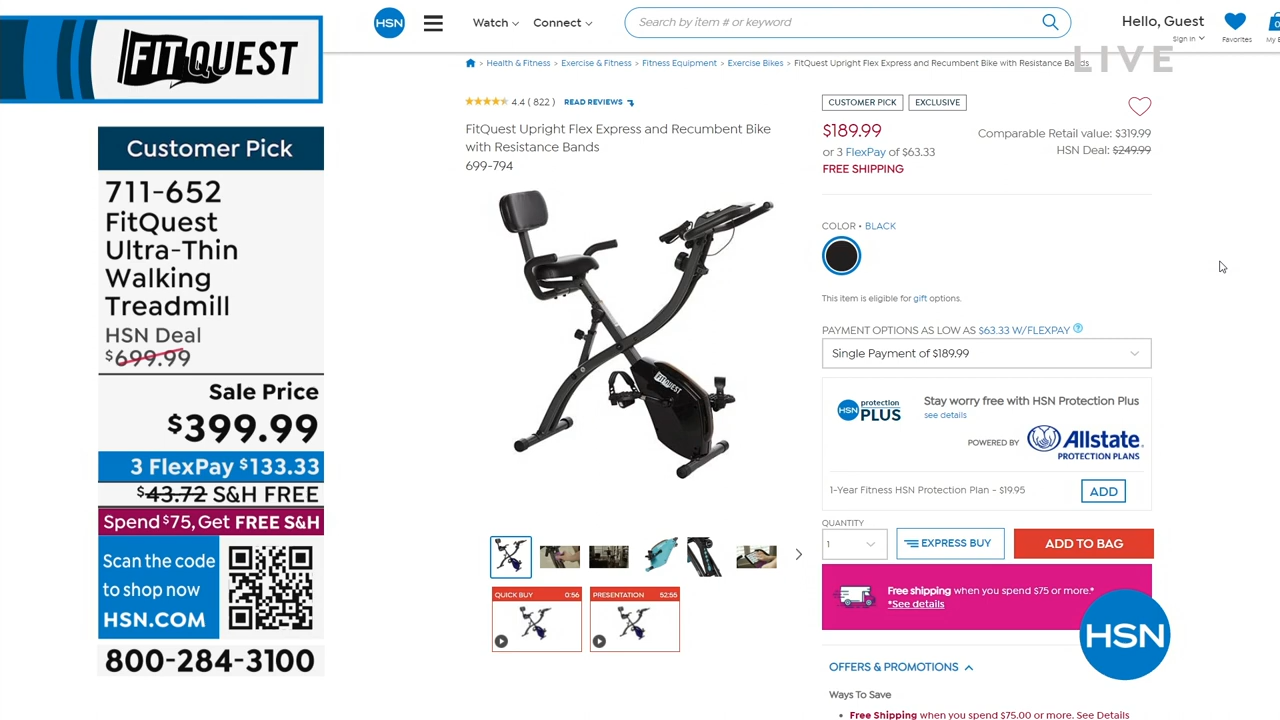 FITQUEST
Customer Pick
711-652
FitQuest
Ultra-Thin
Walking
Treadmill
HSN Deal
$699.99
Sale Price
$399.99
3 FlexPay $133.33
$43.72 S&H FREE
Spend $75, Get FREE S&H
Scan the code
to shop now
HSN.COM
800-284-3100
HSN
Watch
Connect
Search by item # or keyword
Hello, Guest
Sign In
Favorites
0
LIVE
> Health & Fitness > Exercise & Fitness > Fitness Equipment > Exercise Bikes > FitQuest Upright Flex Express and Recumbent Bike with Resistance Bands
4.4 ( 822 ) READ REVIEWS
FitQuest Upright Flex Express and Recumbent Bike
with Resistance Bands
699-794
FITQUEST
QUICK BUY 0:56
PRESENTATION 52:55
CUSTOMER PICK EXCLUSIVE
$189.99
Comparable Retail value: $319.99
or 3 FlexPay of $63.33
HSN Deal: $249.99
FREE SHIPPING
COLOR • BLACK
This item is eligible for gift options.
PAYMENT OPTIONS AS LOW AS $63.33 W/FLEXPAY ?
Single Payment of $189.99
HSN protection PLUS
Stay worry free with HSN Protection Plus
see details
POWERED BY Allstate.
PROTECTION PLANS
1-Year Fitness HSN Protection Plan - $19.95
ADD
QUANTITY
1
EXPRESS BUY
ADD TO BAG
Free shipping when you spend $75 or more.*
*See details
HSN
OFFERS & PROMOTIONS
Ways To Save
• Free Shipping when you spend $75.00 or more. See Details